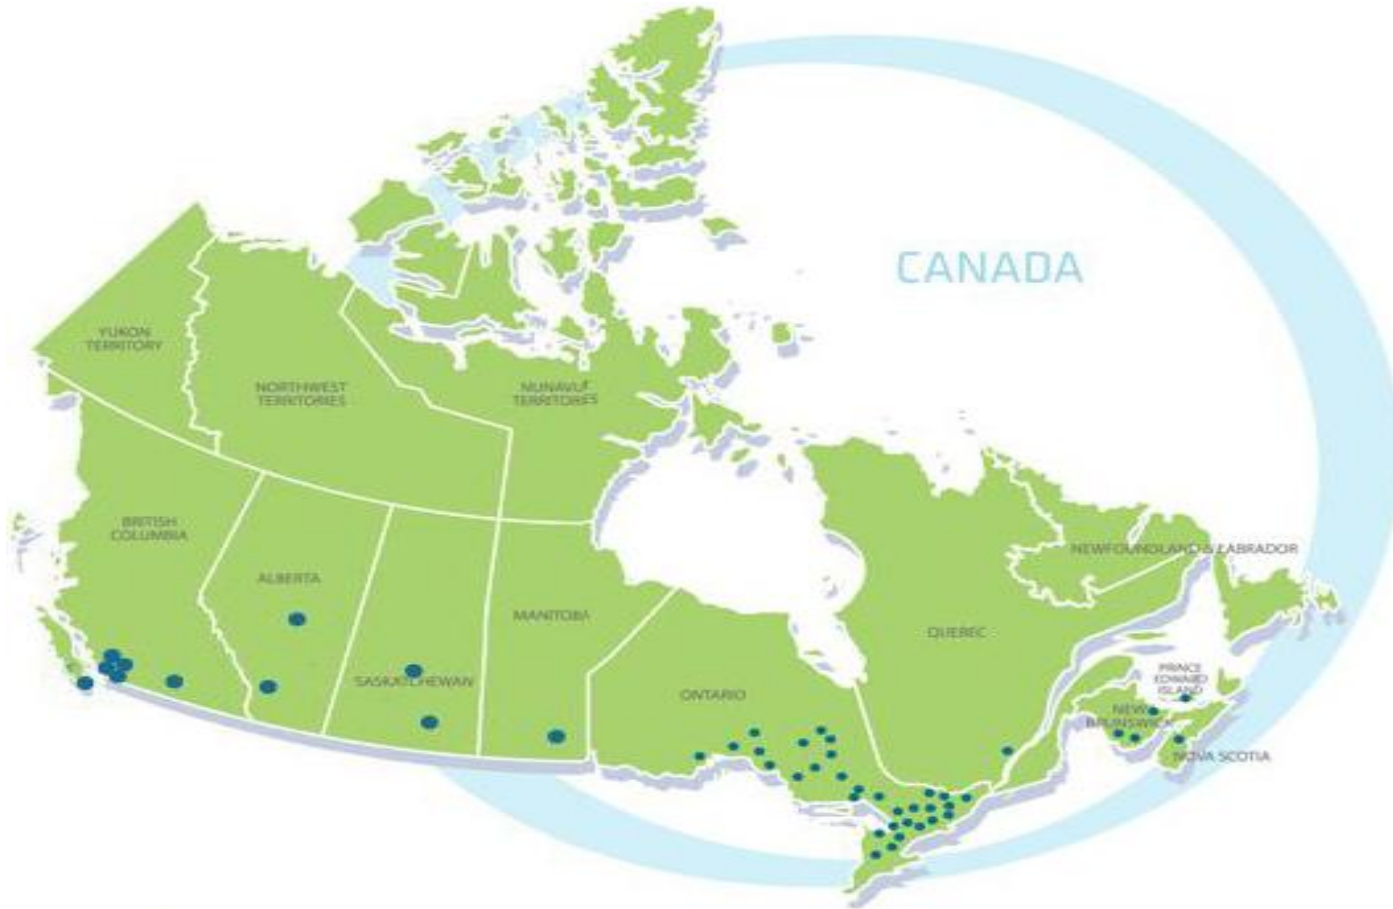 CANADA
YUKON
TERRITORY
NORTHWEST
TERRITORIES
NUNAVUT
TERRITORIES
BRITISH
COLUMBIA
ALBERTA
SASKATCHEWAN
MANITOBA
ONTARIO
QUEBEC
NEWFOUNDLAND & LABRADOR
PRINCE
EDWARD
ISLAND
NEW
BRUNSWICK
NOVA SCOTIA